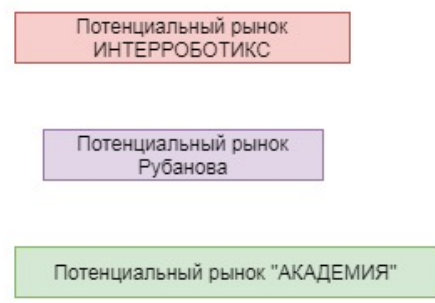 Потенциальный рынок
ИНТЕРРОБОТИКС
Потенциальный рынок
Рубанова
Потенциальный рынок "АКАДЕМИЯ"